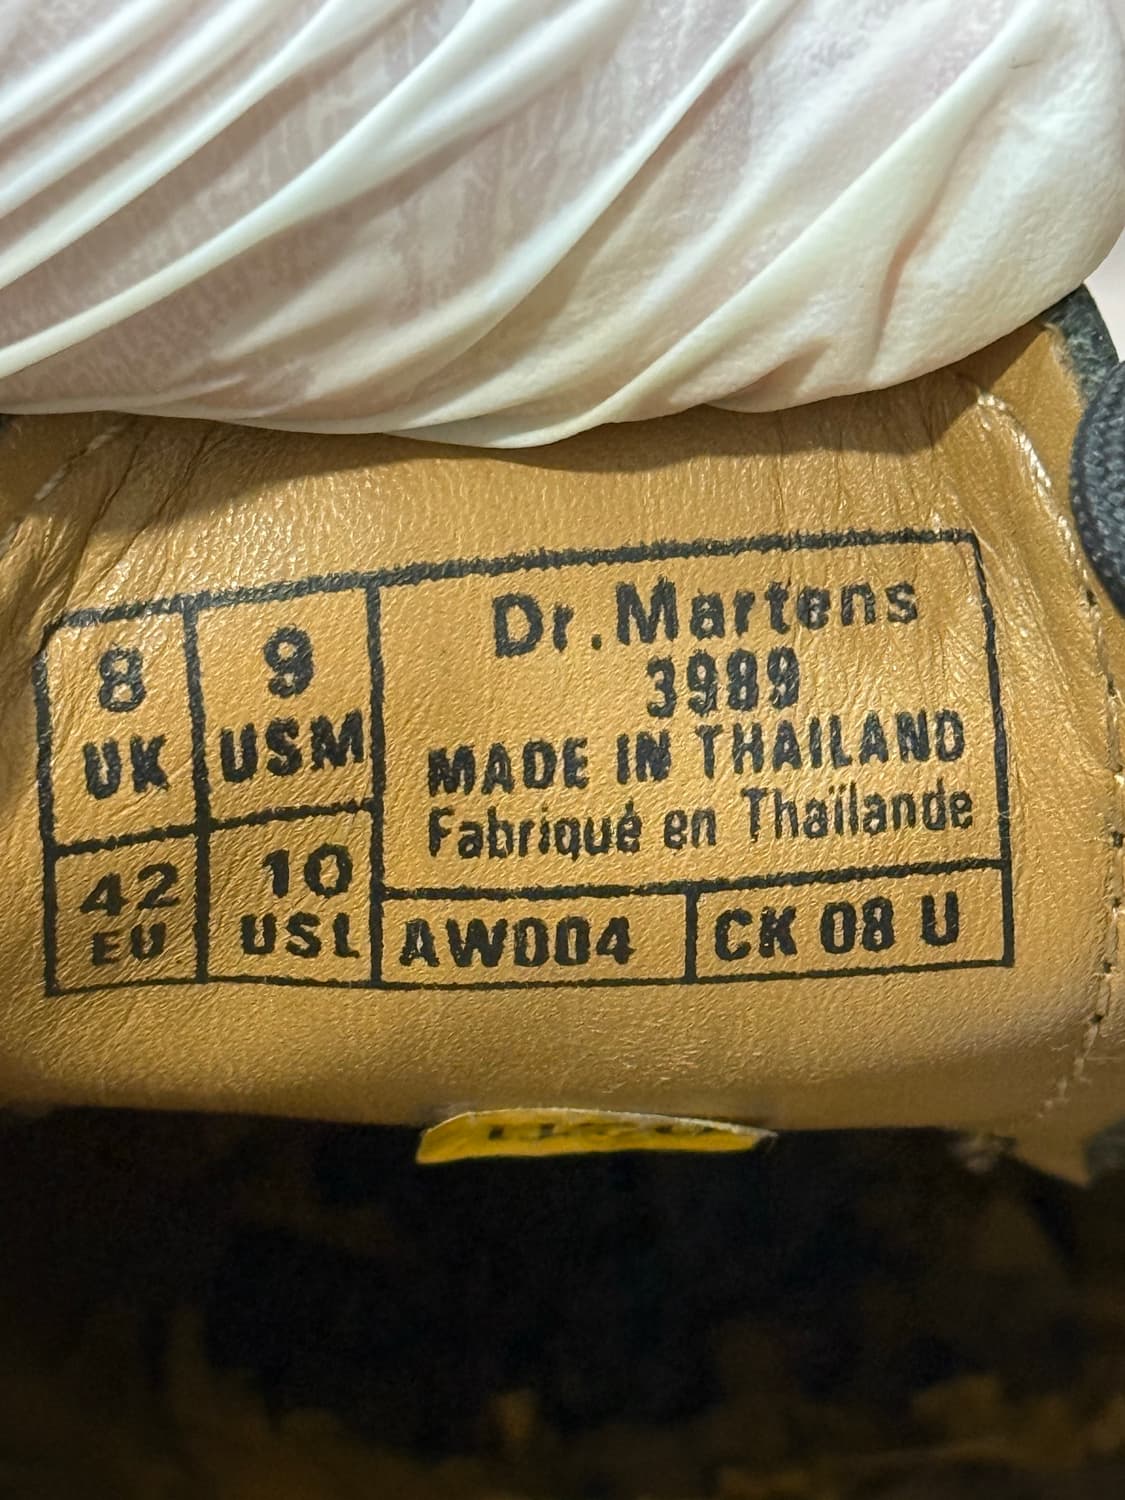 8
UK
9
USM
42
EU
10
USL
Dr.Martens
3989
MADE IN THAILAND
Fabriqué en Thaïlande
AW004
CK 08 U